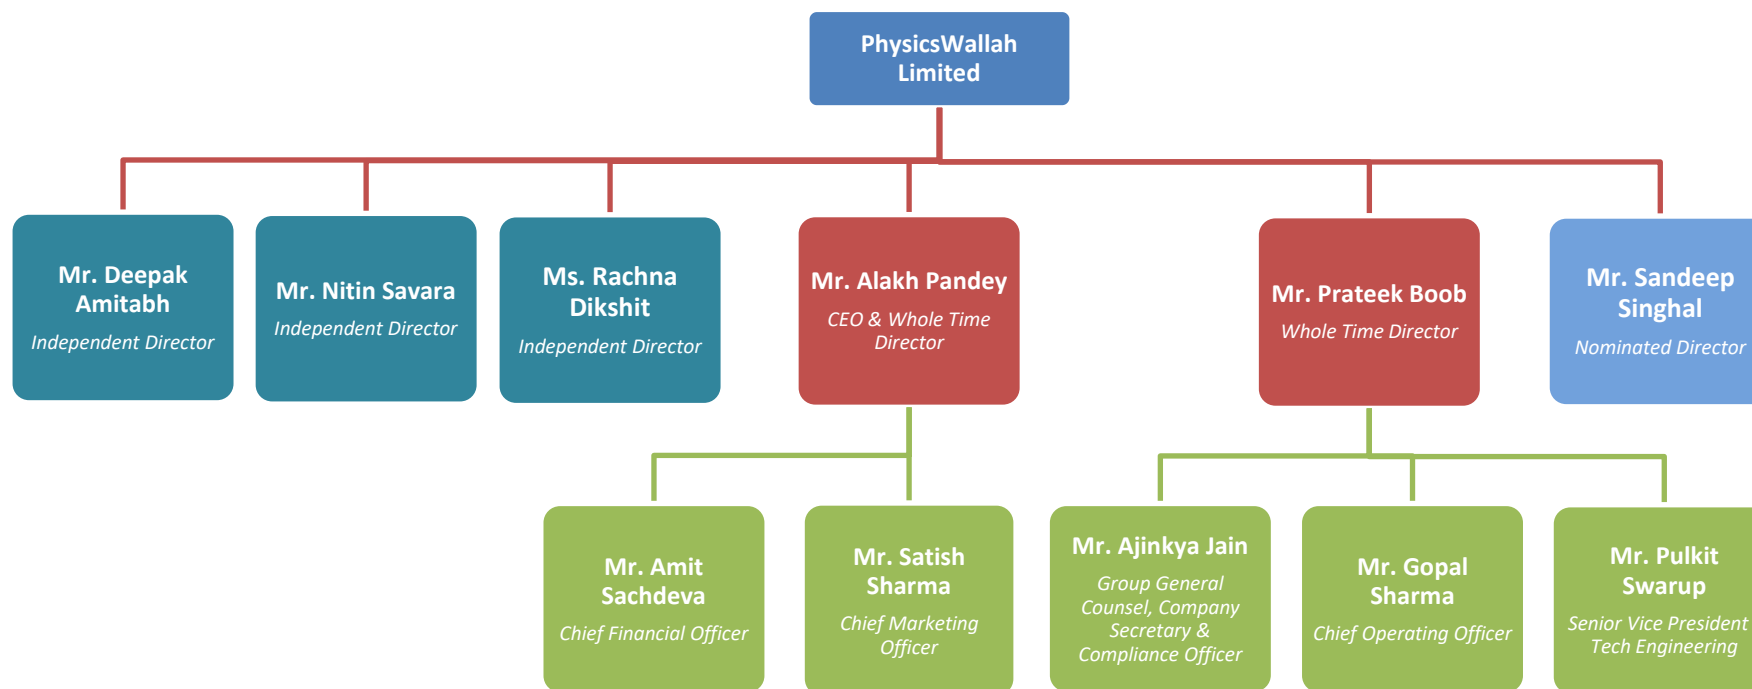 PhysicsWallah
Limited
Mr. Deepak
Amitabh
Independent Director
Mr. Nitin Savara
Independent Director
Ms. Rachna
Dikshit
Independent Director
Mr. Alakh Pandey
CEO & Whole Time
Director
Mr. Prateek Boob
Whole Time Director
Mr. Sandeep
Singhal
Nominated Director
Mr. Amit
Sachdeva
Chief Financial Officer
Mr. Satish
Sharma
Chief Marketing
Officer
Mr. Ajinkya Jain
Group General
Counsel, Company
Secretary &
Compliance Officer
Mr. Gopal
Sharma
Chief Operating Officer
Mr. Pulkit
Swarup
Senior Vice President -
Tech Engineering